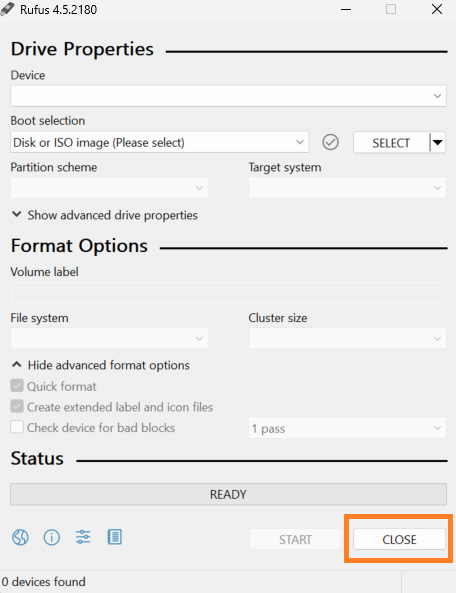 Rufus 4.5.2180
Drive Properties
Device
Boot selection
Disk or ISO image (Please select)
SELECT
Partition scheme
Target system
Show advanced drive properties
Format Options
Volume label
File system
Cluster size
Hide advanced format options
Quick format
Create extended label and icon files
Check device for bad blocks
1 pass
Status
READY
START
CLOSE
0 devices found